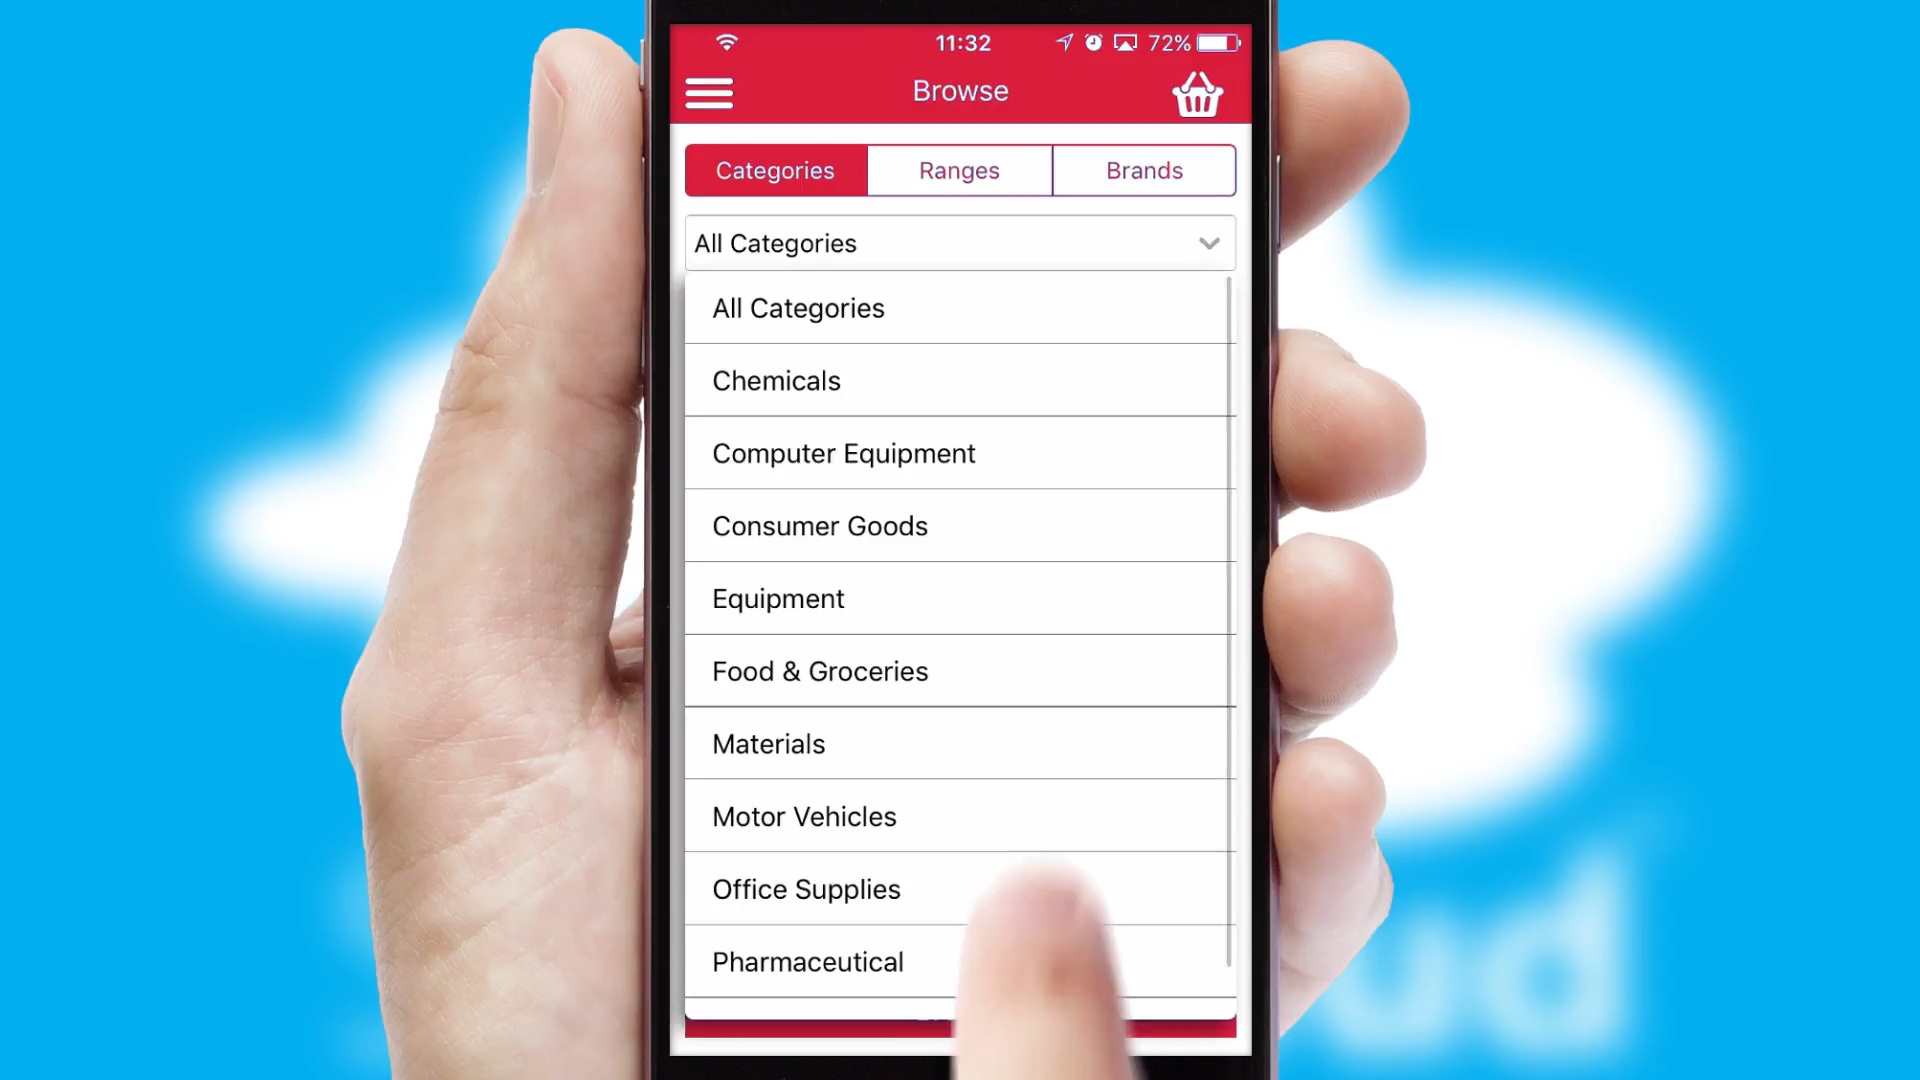 11:32 72%
Browse
Categories Ranges Brands
All Categories
All Categories
Chemicals
Computer Equipment
Consumer Goods
Equipment
Food & Groceries
Materials
Motor Vehicles
Office Supplies
Pharmaceutical